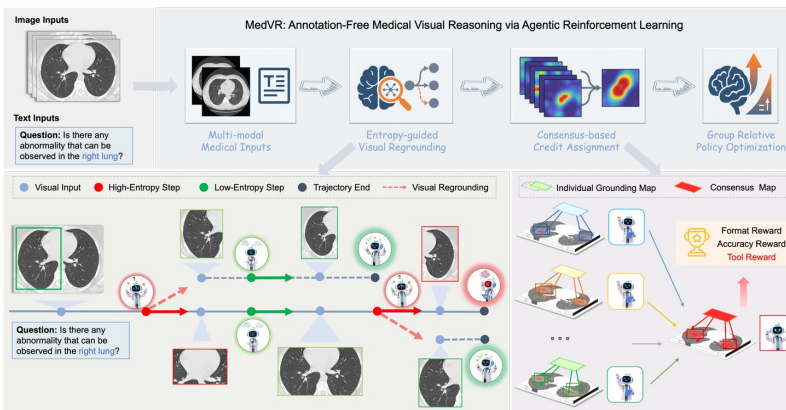 Image Inputs
MedVR: Annotation-Free Medical Visual Reasoning via Agentic Reinforcement Learning
Text Inputs
Question: Is there any
abnormality that can be
observed in the right lung?
Multi-modal
Medical Inputs
Entropy-guided
Visual Regrounding
Consensus-based
Credit Assignment
Group Relative
Policy Optimization
Visual Input
High-Entropy Step
Low-Entropy Step
Trajectory End
Visual Regrounding
Question: Is there any
abnormality that can be
observed in the right lung?
Individual Grounding Map
Consensus Map
Format Reward
Accuracy Reward
Tool Reward